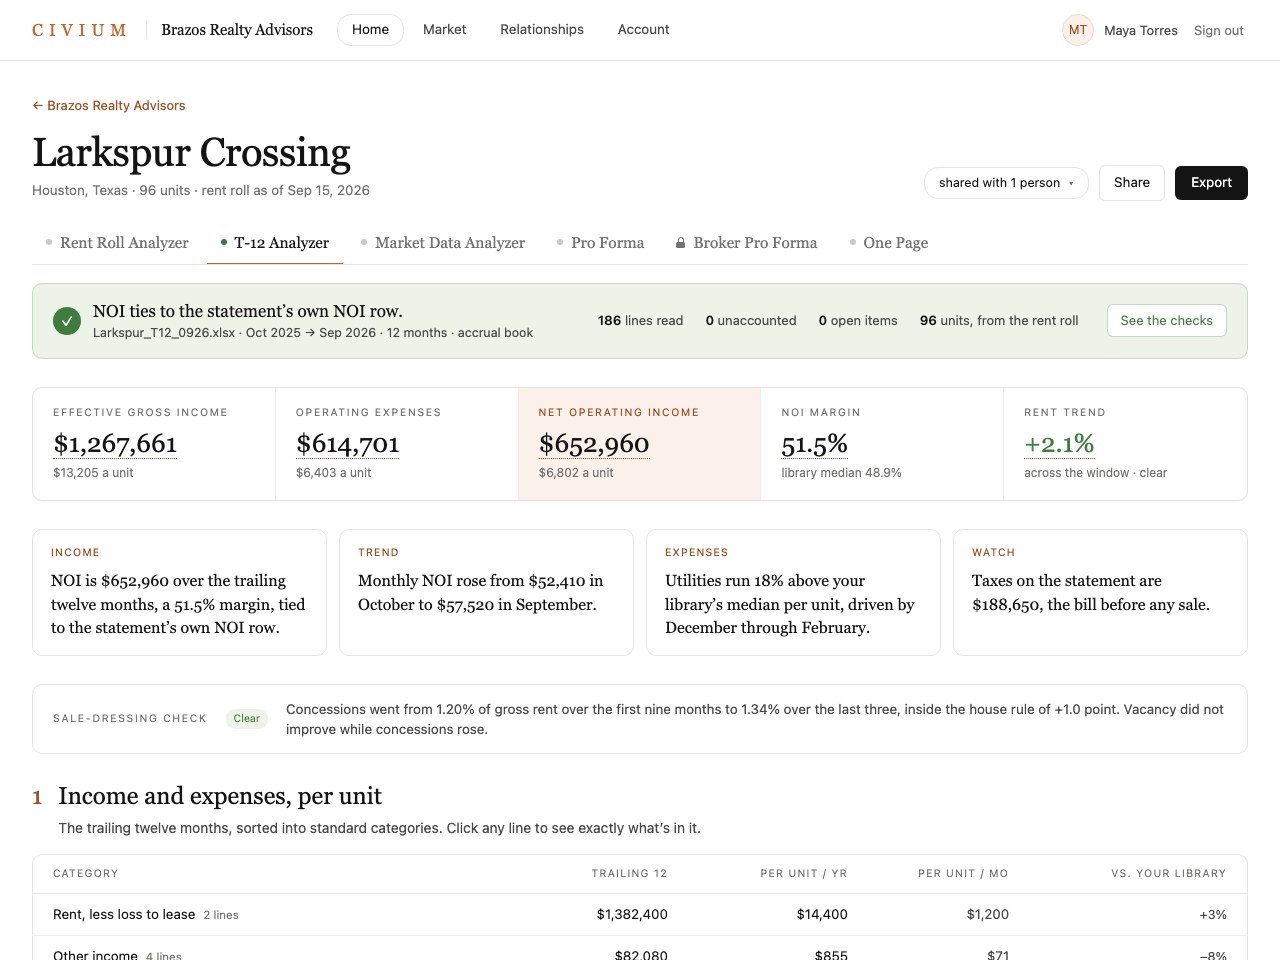 CIVIUM
Brazos Realty Advisors
Home
Market
Relationships
Account
MT
Maya Torres
Sign out
← Brazos Realty Advisors
Larkspur Crossing
Houston, Texas · 96 units · rent roll as of Sep 15, 2026
shared with 1 person ▾
Share
Export
Rent Roll Analyzer
T-12 Analyzer
Market Data Analyzer
Pro Forma
Broker Pro Forma
One Page
NOI ties to the statement’s own NOI row.
Larkspur_T12_0926.xlsx · Oct 2025 → Sep 2026 · 12 months · accrual book
186 lines read
0 unaccounted
0 open items
96 units, from the rent roll
See the checks
EFFECTIVE GROSS INCOME
$1,267,661
$13,205 a unit
OPERATING EXPENSES
$614,701
$6,403 a unit
NET OPERATING INCOME
$652,960
$6,802 a unit
NOI MARGIN
51.5%
library median 48.9%
RENT TREND
+2.1%
across the window · clear
INCOME
NOI is $652,960 over the trailing
twelve months, a 51.5% margin, tied
to the statement’s own NOI row.
TREND
Monthly NOI rose from $52,410 in
October to $57,520 in September.
EXPENSES
Utilities run 18% above your
library’s median per unit, driven by
December through February.
WATCH
Taxes on the statement are
$188,650, the bill before any sale.
SALE-DRESSING CHECK
Clear
Concessions went from 1.20% of gross rent over the first nine months to 1.34% over the last three, inside the house rule of +1.0 point. Vacancy did not
improve while concessions rose.
1 Income and expenses, per unit
The trailing twelve months, sorted into standard categories. Click any line to see exactly what’s in it.
CATEGORY TRAILING 12 PER UNIT / YR PER UNIT / MO VS. YOUR LIBRARY
Rent, less loss to lease 2 lines $1,382,400 $14,400 $1,200 +3%
Other income 4 lines $82,080 $855 $71 −8%